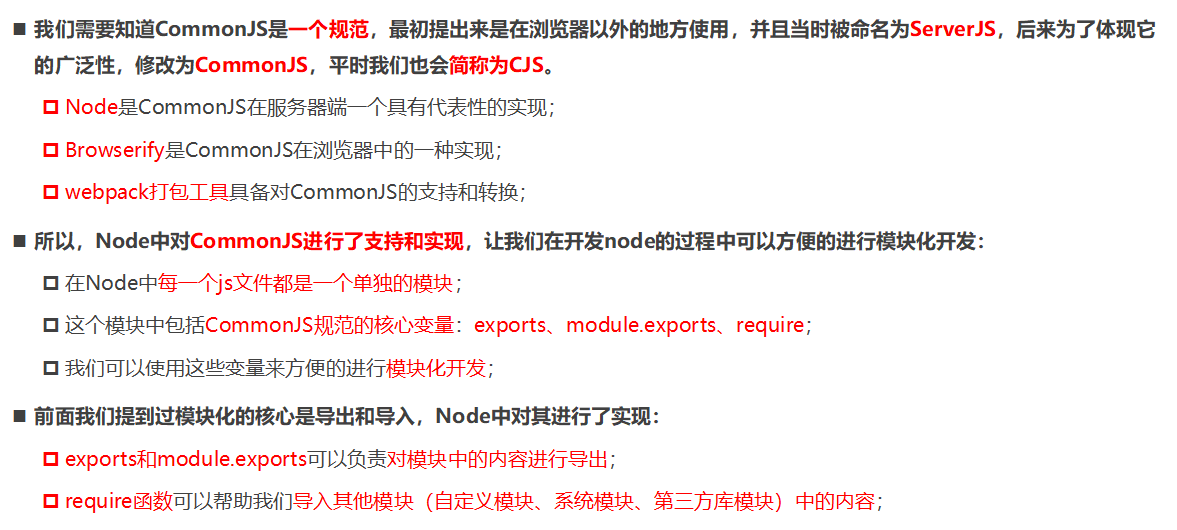 ■ 我们需要知道CommonJS是一个规范，最初提出来是在浏览器以外的地方使用，并且当时被命名为ServerJS，后来为了体现它
的广泛性，修改为CommonJS，平时我们也会简称为CJS。
Node是CommonJS在服务器端一个具有代表性的实现；
Browserify是CommonJS在浏览器中的一种实现；
webpack打包工具具备对CommonJS的支持和转换；
■ 所以，Node中对CommonJS进行了支持和实现，让我们在开发node的过程中可以方便的进行模块化开发：
在Node中每一个js文件都是一个单独的模块；
这个模块中包括CommonJS规范的核心变量：exports、module.exports、require；
我们可以使用这些变量来方便的进行模块化开发；
■ 前面我们提到过模块化的核心是导出和导入，Node中对其进行了实现：
exports和module.exports可以负责对模块中的内容进行导出；
require函数可以帮助我们导入其他模块（自定义模块、系统模块、第三方库模块）中的内容；